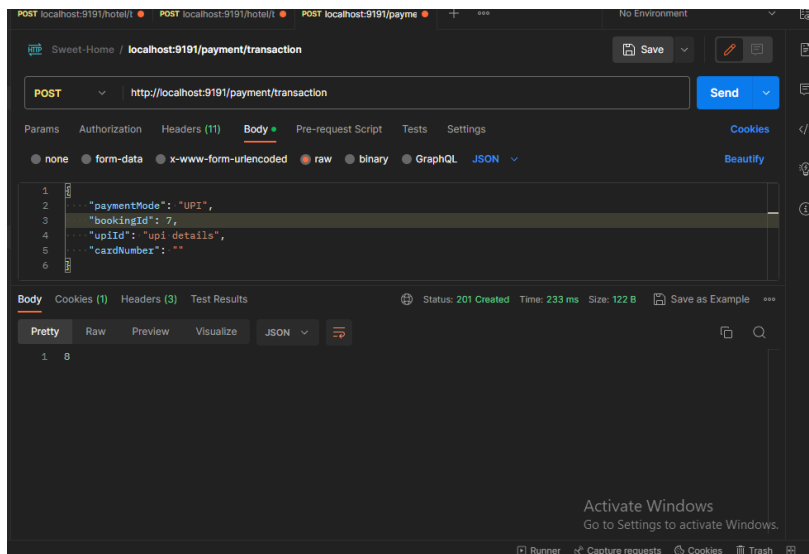 POST localhost:9191/hotel/t POST localhost:9191/hotel/t POST localhost:9191/payme + ooo No Environment
HTTP Sweet-Home / localhost:9191/payment/transaction Save
POST http://localhost:9191/payment/transaction Send
Params Authorization Headers (11) Body Pre-request Script Tests Settings Cookies
none form-data x-www-form-urlencoded raw binary GraphQL JSON Beautify
1 {
2 "paymentMode": "UPI",
3 "bookingId": 7,
4 "upiId": "upi details",
5 "cardNumber": ""
6 }
Body Cookies (1) Headers (3) Test Results Status: 201 Created Time: 233 ms Size: 122 B Save as Example ooo
Pretty Raw Preview Visualize JSON
1 8
Activate Windows
Go to Settings to activate Windows.
Runner Capture requests Cookies Trash